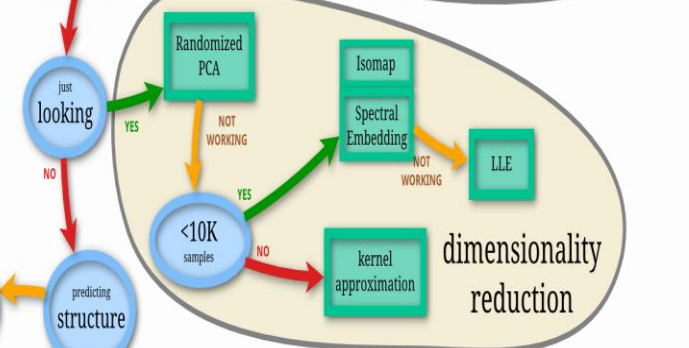 just
looking
YES
NO
Randomized
PCA
NOT
WORKING
<10K
samples
YES
NO
Isomap
Spectral
Embedding
NOT
WORKING
LLE
kernel
approximation
dimensionality
reduction
predicting
structure